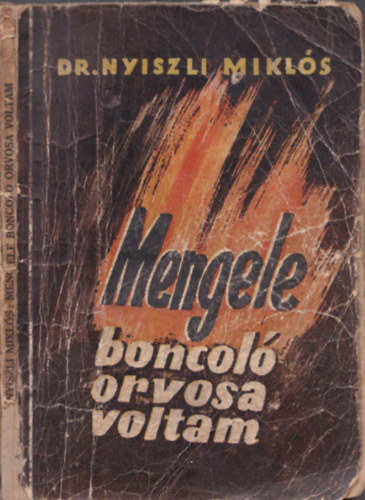 DR. NYISZLI MIKLÓS
Mengele
boncoló
orvosa
voltam
NYISZLI MIKLÓS: MENGELE BONCOLÓ ORVOSA VOLTAM